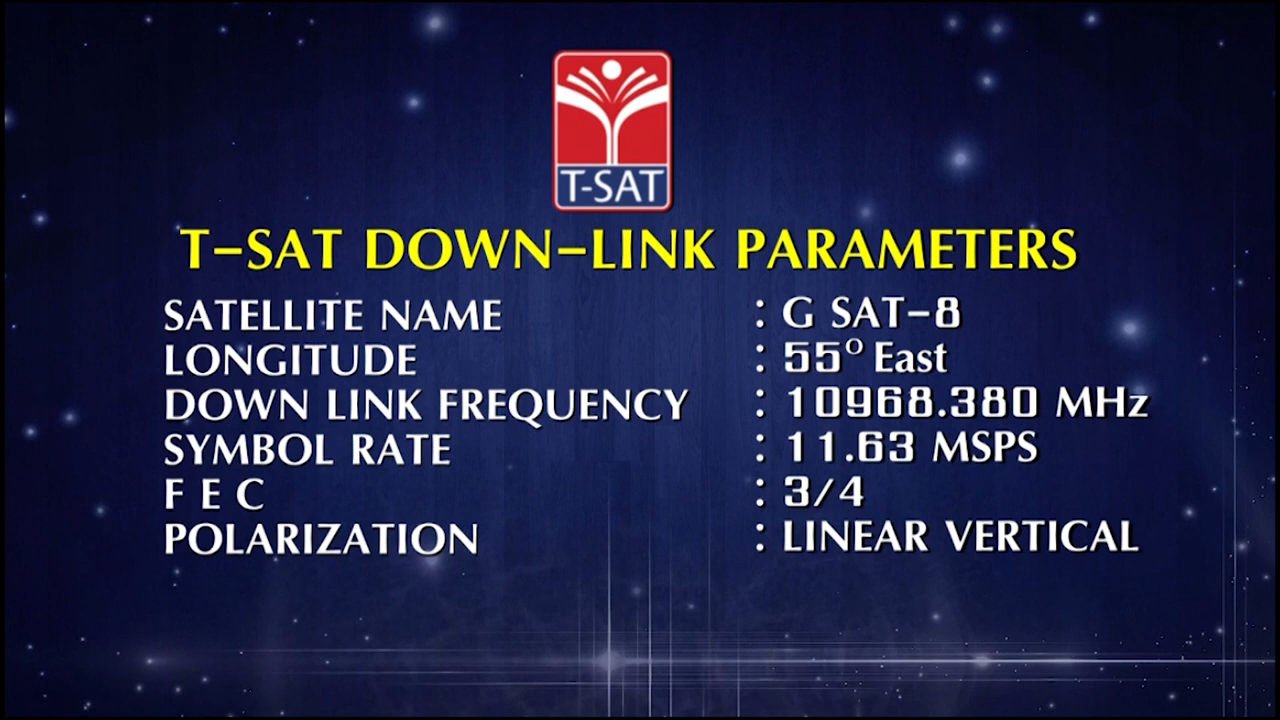 T-SAT
T-SAT DOWN-LINK PARAMETERS
SATELLITE NAME : G SAT-8
LONGITUDE : 55° East
DOWN LINK FREQUENCY : 10968.380 MHz
SYMBOL RATE : 11.63 MSPS
F E C : 3/4
POLARIZATION : LINEAR VERTICAL